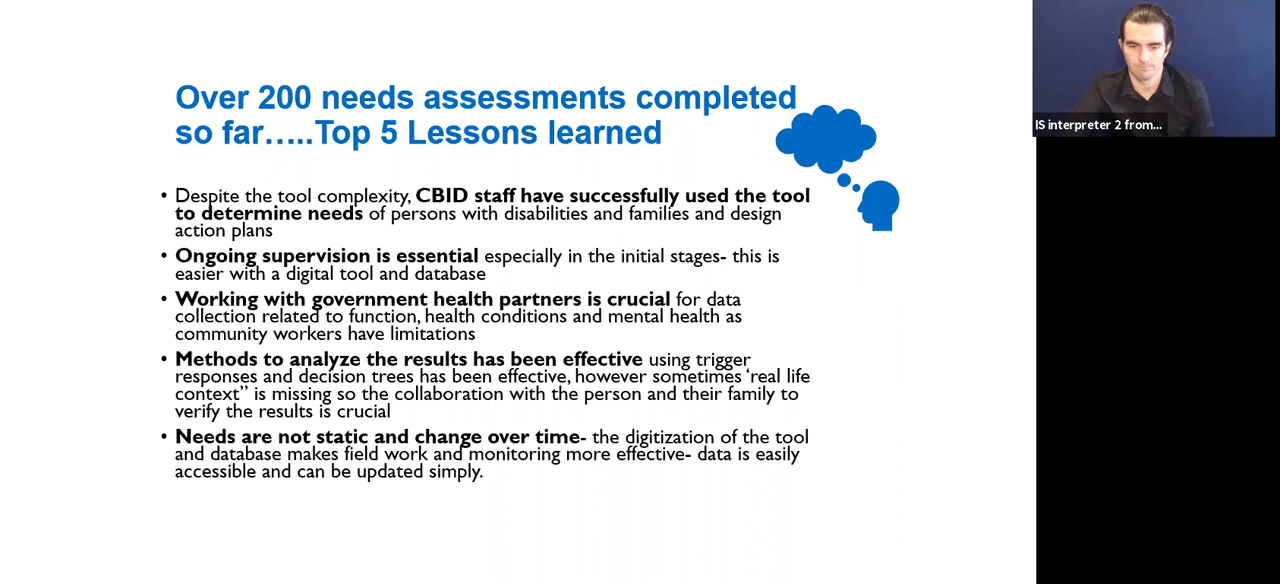 Over 200 needs assessments completed
so far…..Top 5 Lessons learned
• Despite the tool complexity, CBID staff have successfully used the tool
to determine needs of persons with disabilities and families and design
action plans
• Ongoing supervision is essential especially in the initial stages- this is
easier with a digital tool and database
• Working with government health partners is crucial for data
collection related to function, health conditions and mental health as
community workers have limitations
• Methods to analyze the results has been effective using trigger
responses and decision trees has been effective, however sometimes ‘real life
context” is missing so the collaboration with the person and their family to
verify the results is crucial
• Needs are not static and change over time- the digitization of the tool
and database makes field work and monitoring more effective- data is easily
accessible and can be updated simply.
IS interpreter 2 from...